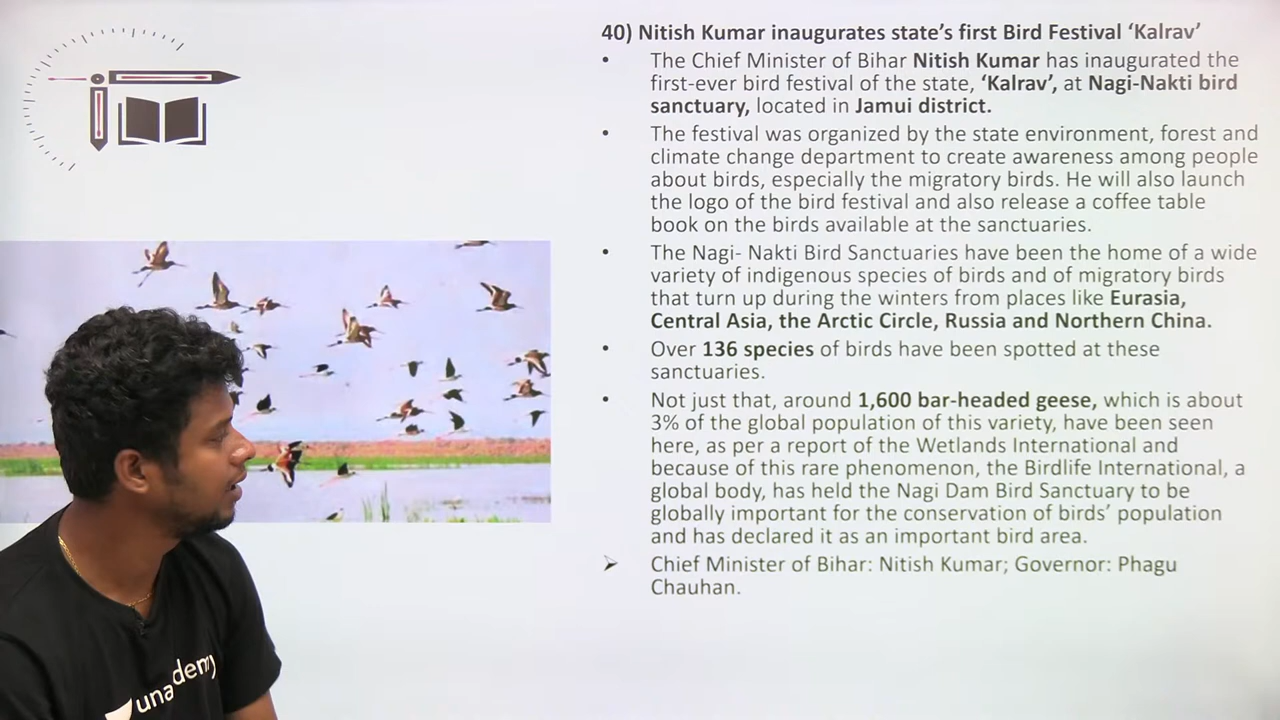 40) Nitish Kumar inaugurates state's first Bird Festival ‘Kalrav’
• The Chief Minister of Bihar Nitish Kumar has inaugurated the
first-ever bird festival of the state, ‘Kalrav’, at Nagi-Nakti bird
sanctuary, located in Jamui district.
• The festival was organized by the state environment, forest and
climate change department to create awareness among people
about birds, especially the migratory birds. He will also launch
the logo of the bird festival and also release a coffee table
book on the birds available at the sanctuaries.
• The Nagi- Nakti Bird Sanctuaries have been the home of a wide
variety of indigenous species of birds and of migratory birds
that turn up during the winters from places like Eurasia,
Central Asia, the Arctic Circle, Russia and Northern China.
• Over 136 species of birds have been spotted at these
sanctuaries.
• Not just that, around 1,600 bar-headed geese, which is about
3% of the global population of this variety, have been seen
here, as per a report of the Wetlands International and
because of this rare phenomenon, the Birdlife International, a
global body, has held the Nagi Dam Bird Sanctuary to be
globally important for the conservation of birds’ population
and has declared it as an important bird area.
➢ Chief Minister of Bihar: Nitish Kumar; Governor: Phagu
Chauhan.
unademy